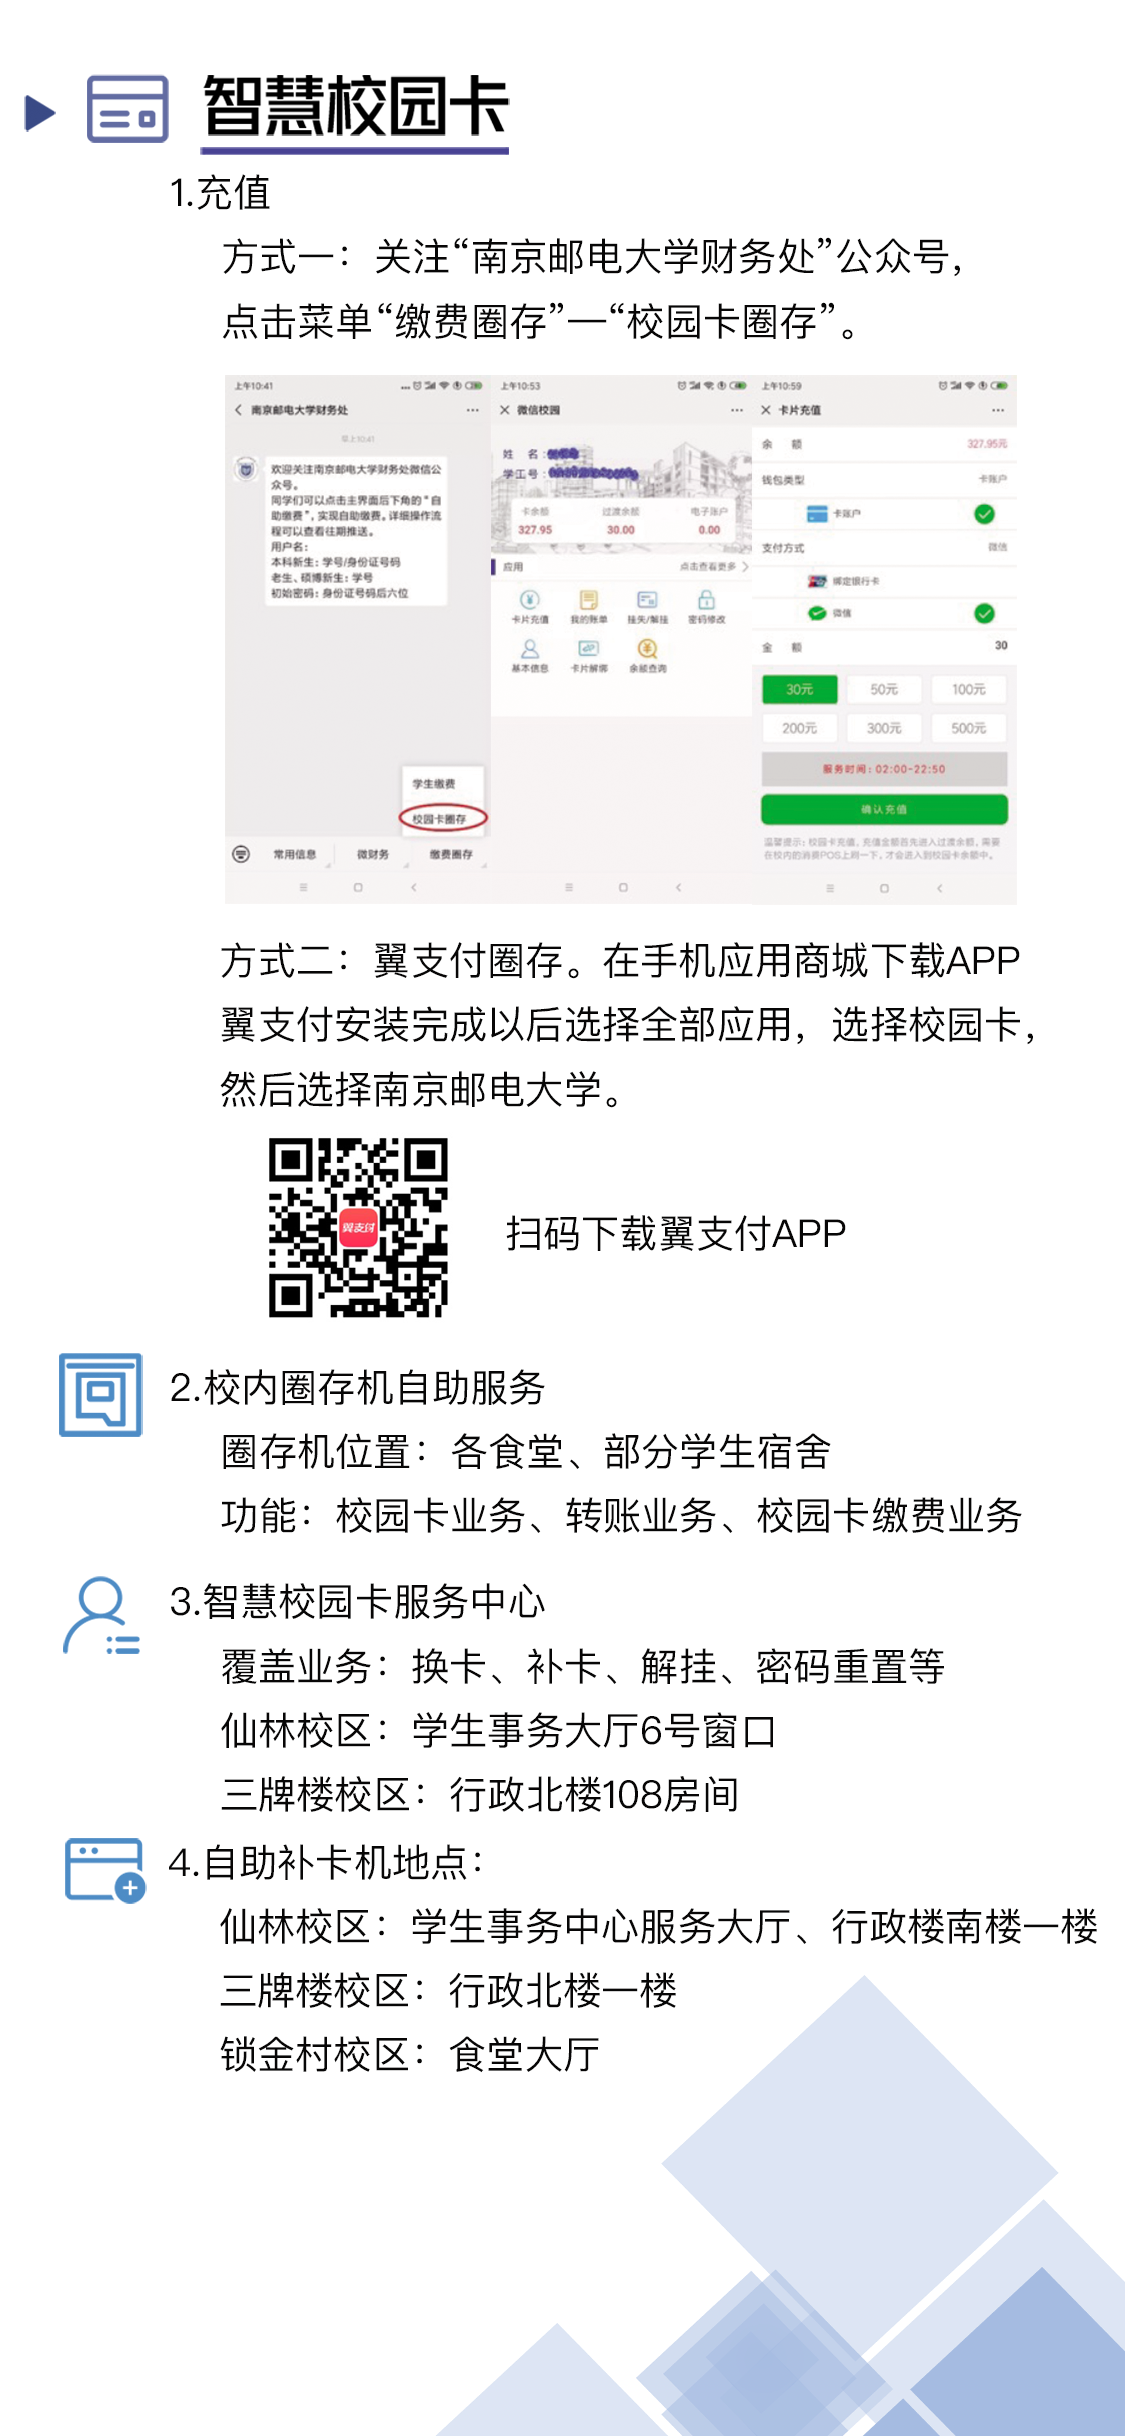 智慧校园卡
1.充值
方式一：关注“南京邮电大学财务处”公众号，
点击菜单“缴费圈存”—“校园卡圈存”。
上午10:41
南京邮电大学财务处
早上10:41
欢迎关注南京邮电大学财务处微信公
众号。
同学们可以点击主界面后下角的“自
助缴费”，实现自助缴费。详细操作流
程可以查看往期推送。
用户名：
本科新生：学号/身份证号码
老生、硕博新生：学号
初始密码：身份证号码后六位
学生缴费
校园卡圈存
常用信息 微财务 缴费圈存
上午10:53
微信校园
姓 名:
学工号:
卡余额 过渡余额 电子账户
327.95 30.00 0.00
应用 点击查看更多
卡片充值 我的账单 挂失/解挂 密码修改
基本信息 卡片解绑 余额查询
上午10:59
卡片充值
余 额 327.95元
钱包类型 卡账户
卡账户
支付方式 微信
绑定银行卡
微信
金 额 30
30元 50元 100元
200元 300元 500元
服务时间：02:00-22:50
确认充值
温馨提示：校园卡充值，充值金额首先进入过渡余额，需要
在校内的消费POS上刷一下，才会进入到校园卡余额中。
方式二：翼支付圈存。在手机应用商城下载APP
翼支付安装完成以后选择全部应用，选择校园卡，
然后选择南京邮电大学。
翼支付
扫码下载翼支付APP
2.校内圈存机自助服务
圈存机位置：各食堂、部分学生宿舍
功能：校园卡业务、转账业务、校园卡缴费业务
3.智慧校园卡服务中心
覆盖业务：换卡、补卡、解挂、密码重置等
仙林校区：学生事务大厅6号窗口
三牌楼校区：行政北楼108房间
4.自助补卡机地点：
仙林校区：学生事务中心服务大厅、行政楼南楼一楼
三牌楼校区：行政北楼一楼
锁金村校区：食堂大厅